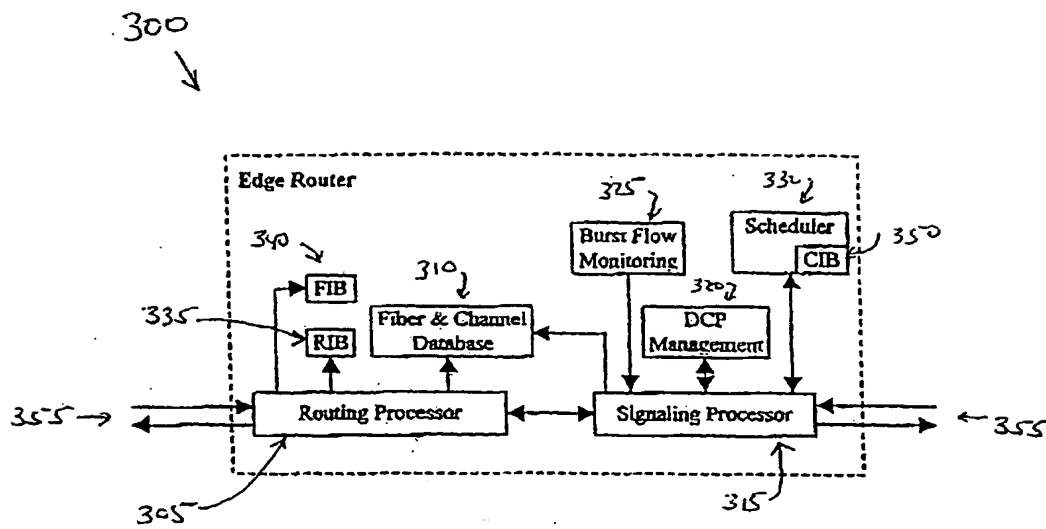 300
Edge Router
325
330
Burst Flow
Monitoring
Scheduler
CIB
350
340
FIB
310
320
335
RIB
Fiber & Channel
Database
DCP
Management
355
Routing Processor
Signaling Processor
355
305
315